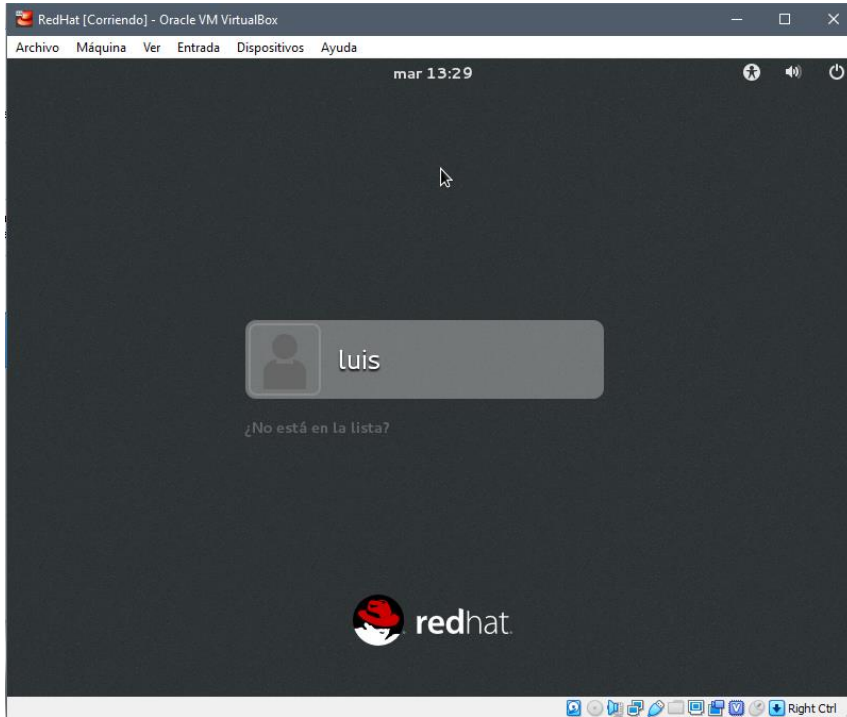 RedHat [Corriendo] - Oracle VM VirtualBox
Archivo Máquina Ver Entrada Dispositivos Ayuda
mar 13:29
luis
¿No está en la lista?
redhat.
Right Ctrl